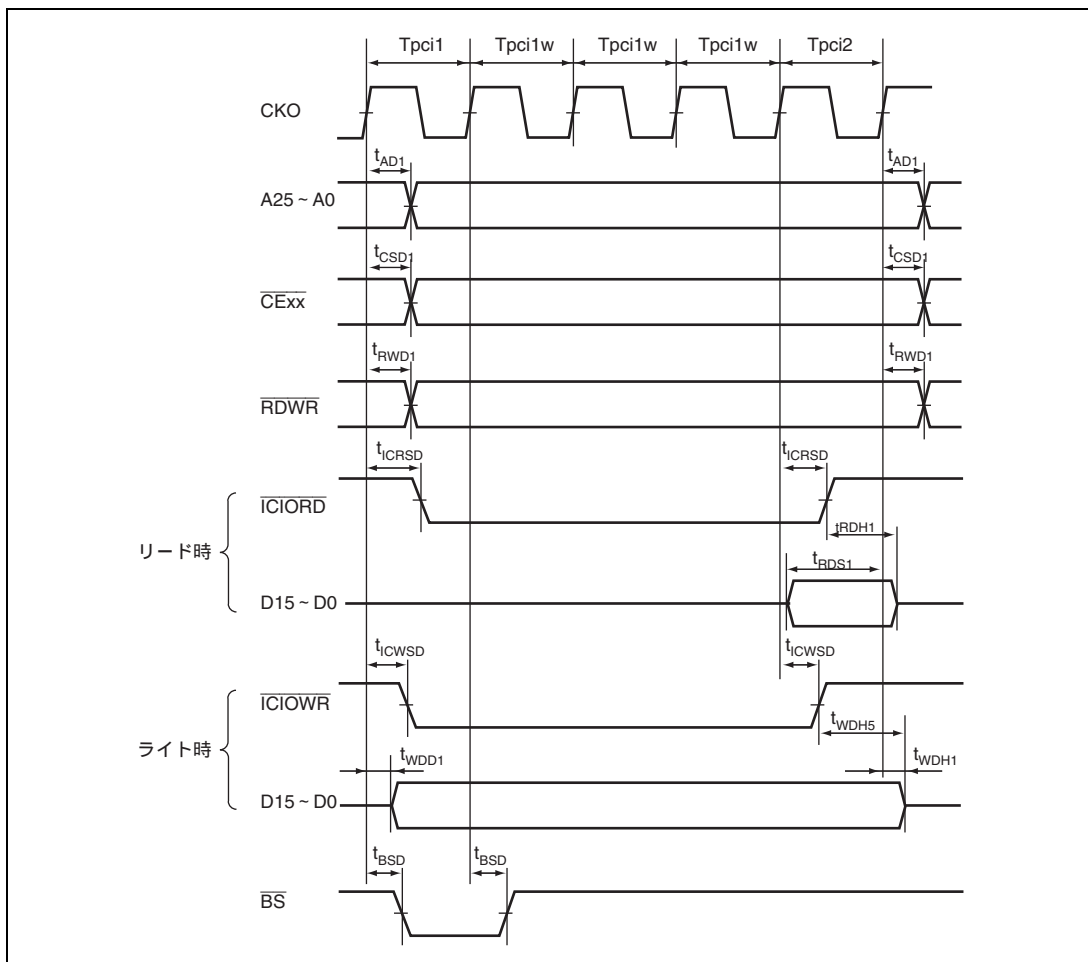 Tpci1 Tpci1w Tpci1w Tpci1w Tpci2
CKO
tAD1 tAD1
A25 ~ A0
tCSD1 tCSD1
CExx
tRWD1 tRWD1
RDWR
tICRSD tICRSD
ICIORD
tRDH1
リード時
tRDS1
D15 ~ D0
tICWSD tICWSD
ICIOWR
tWDH5
ライト時
tWDD1 tWDH1
D15 ~ D0
tBSD tBSD
BS